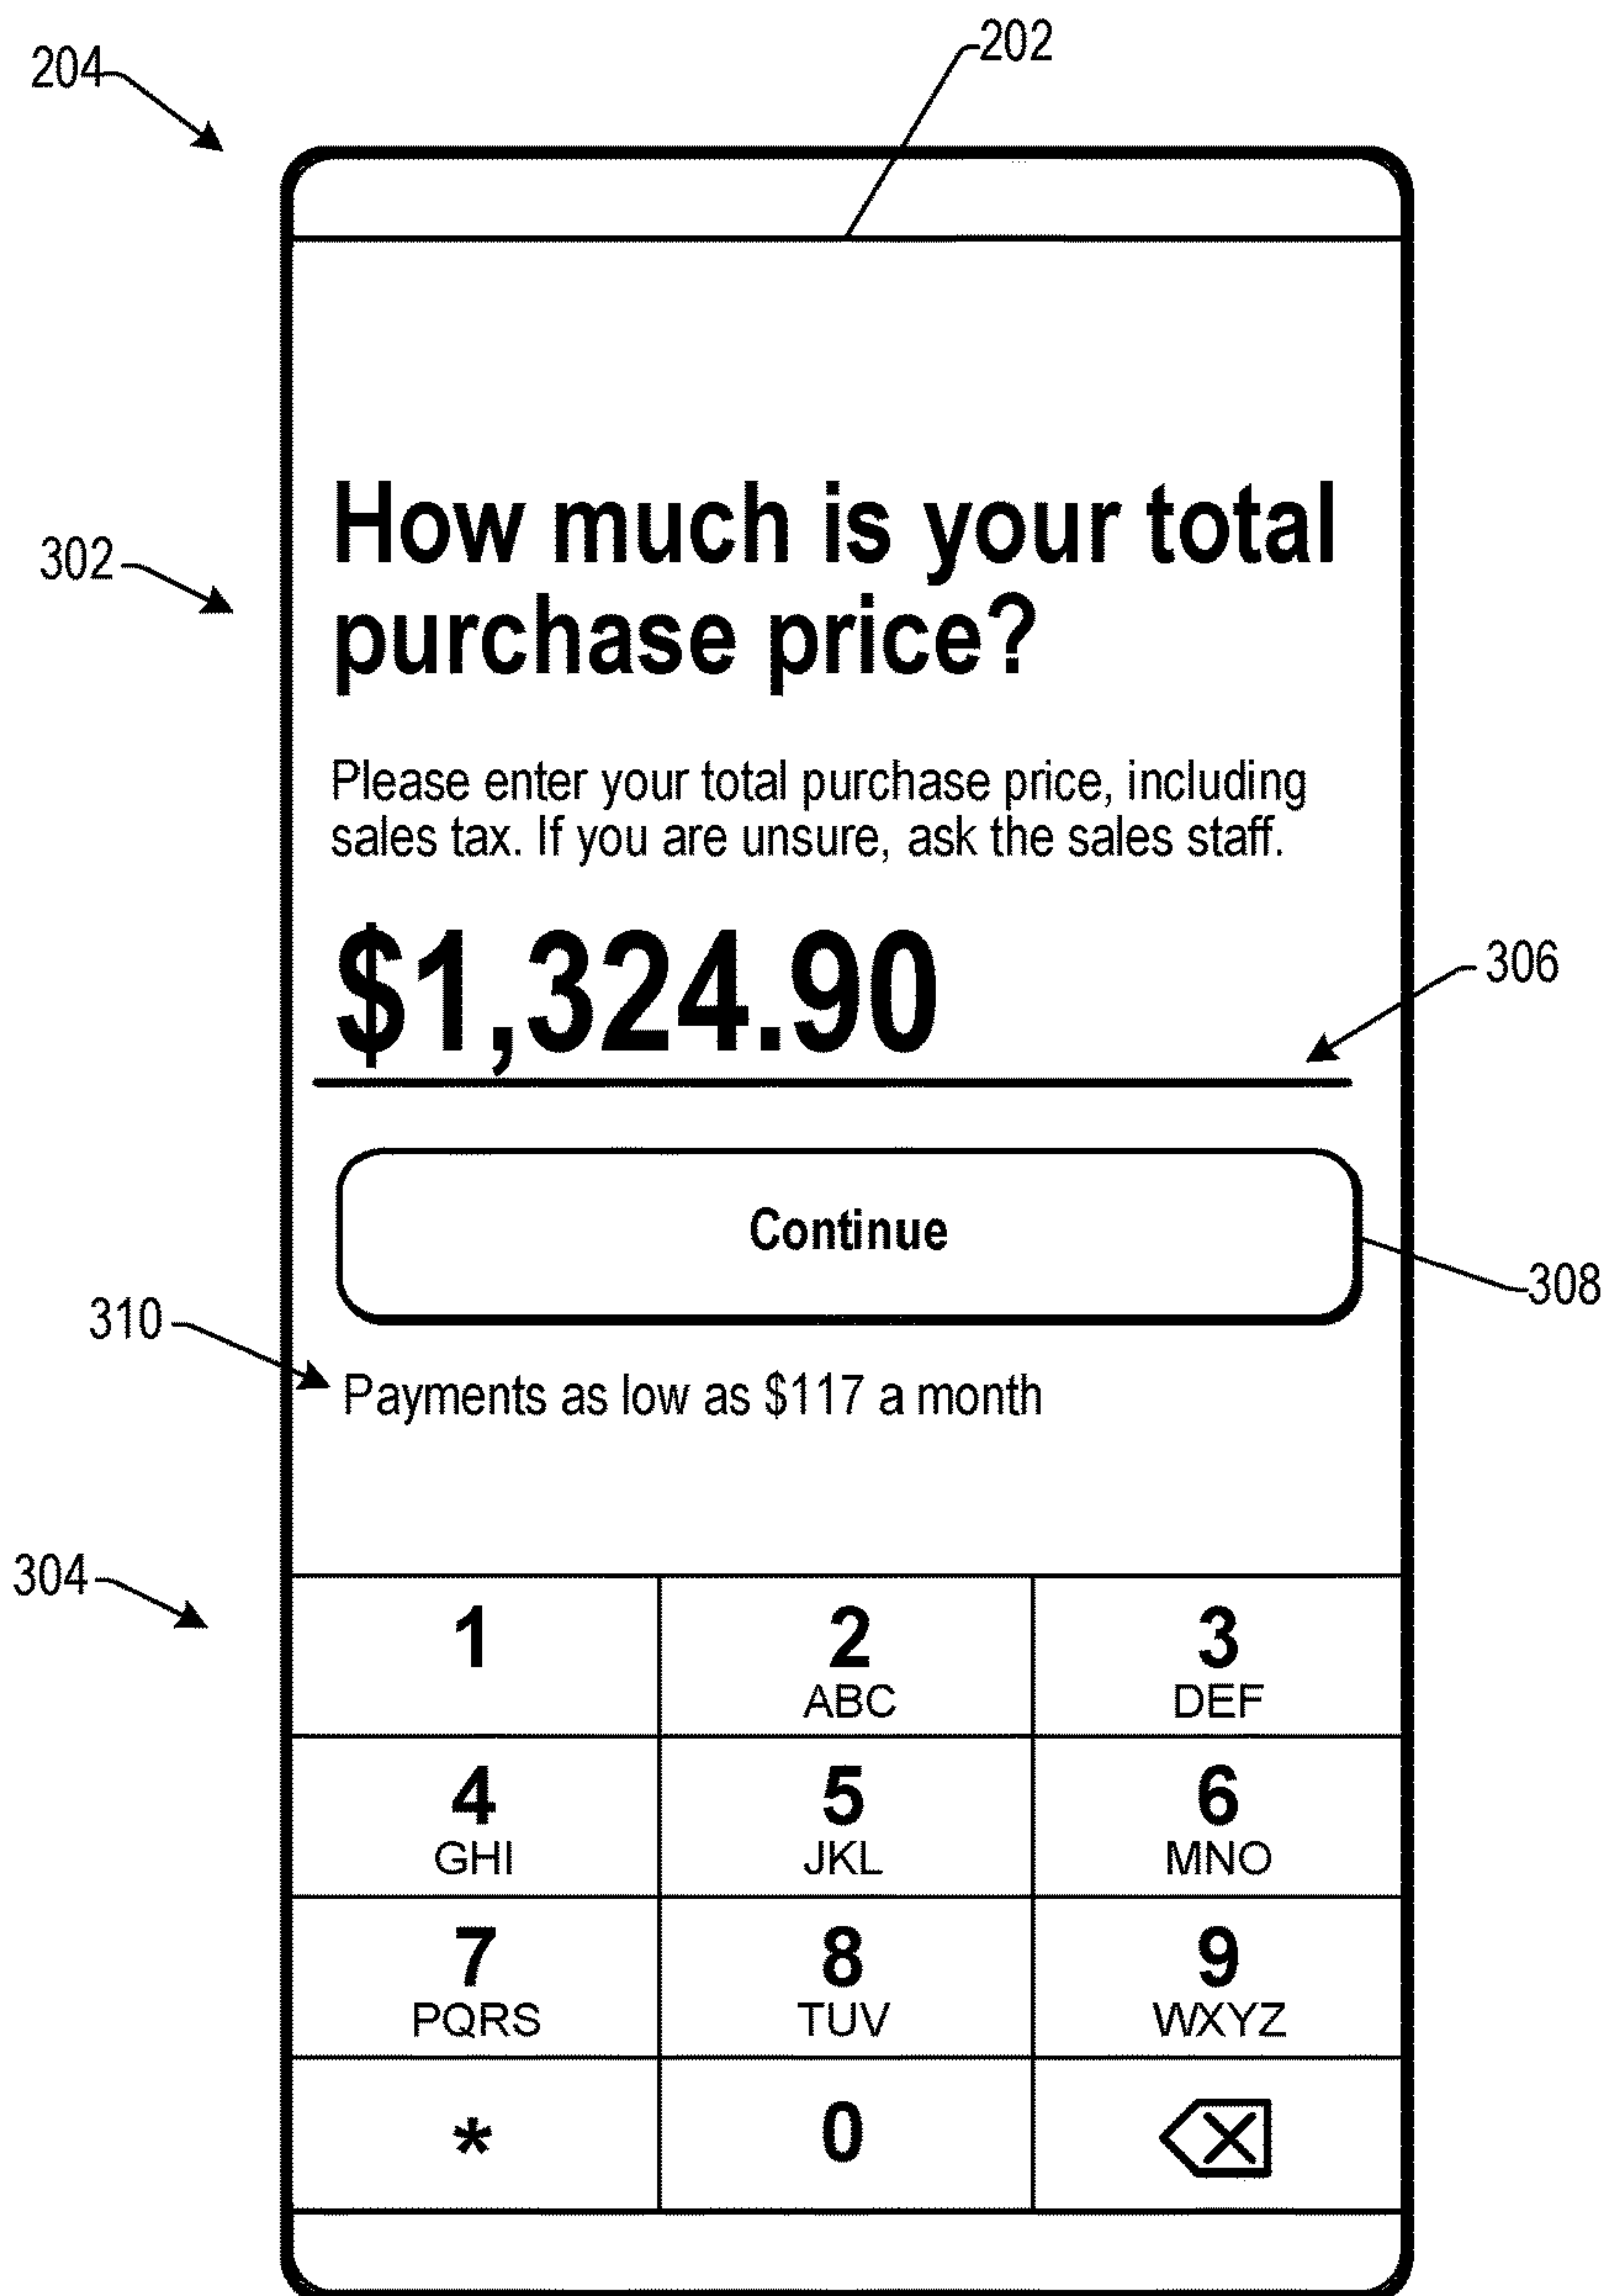 202
204
302
How much is your total
purchase price?
Please enter your total purchase price, including
sales tax. If you are unsure, ask the sales staff.
$1,324.90
306
Continue
308
310
Payments as low as $117 a month
304
1 2 3
ABC DEF
4 5 6
GHI JKL MNO
7 8 9
PQRS TUV WXYZ
* 0